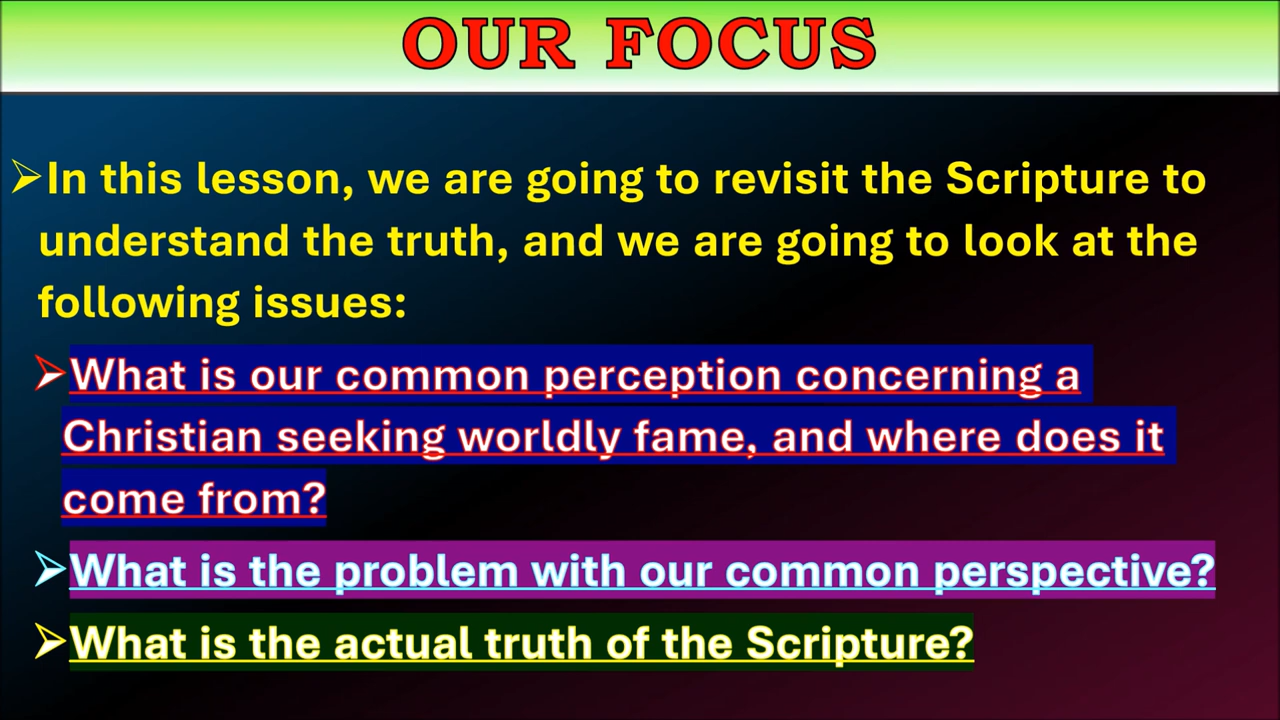 OUR FOCUS
➢In this lesson, we are going to revisit the Scripture to
understand the truth, and we are going to look at the
following issues:
➢What is our common perception concerning a
Christian seeking worldly fame, and where does it
come from?
➢What is the problem with our common perspective?
➢What is the actual truth of the Scripture?